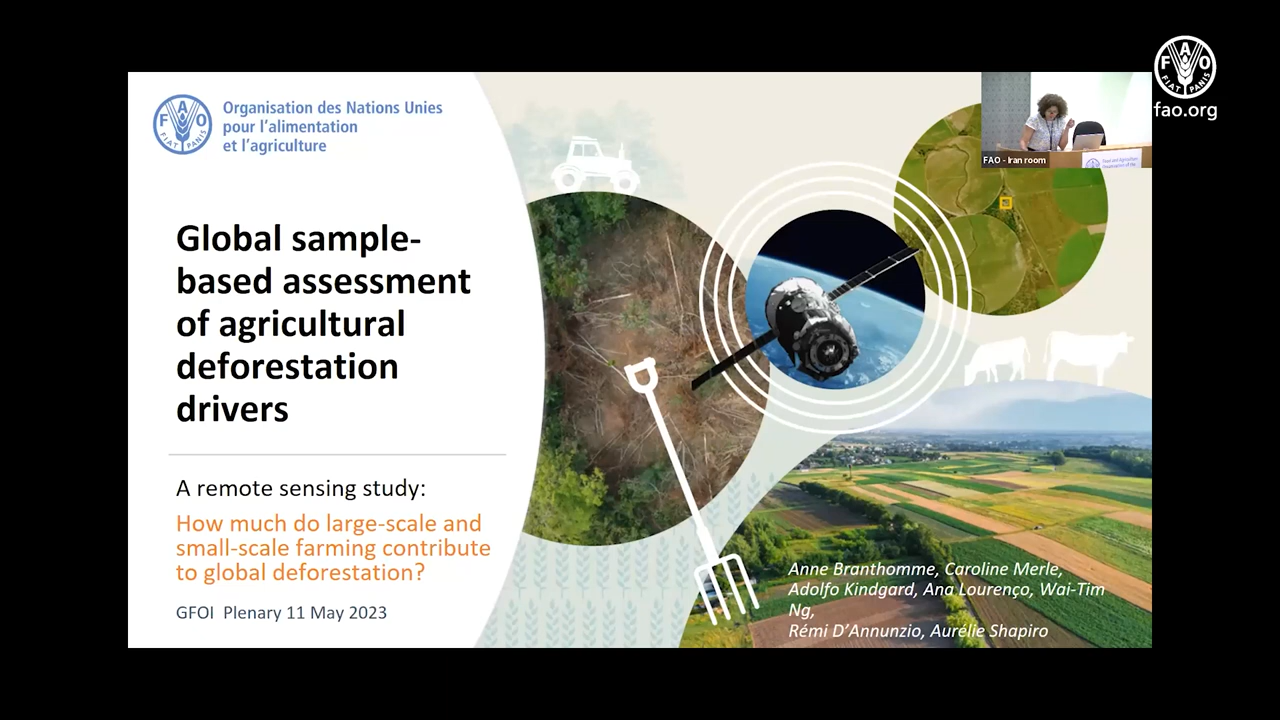 FAO
FIAT PANIS
Organisation des Nations Unies
pour l'alimentation
et l'agriculture
FAO
FIAT PANIS
fao.org
FAO - Iran room
Global sample-
based assessment
of agricultural
deforestation
drivers
A remote sensing study:
How much do large-scale and
small-scale farming contribute
to global deforestation?
GFOI Plenary 11 May 2023
Anne Branthomme, Caroline Merle,
Adolfo Kindgard, Ana Lourenço, Wai-Tim
Ng,
Rémi D'Annunzio, Aurélie Shapiro